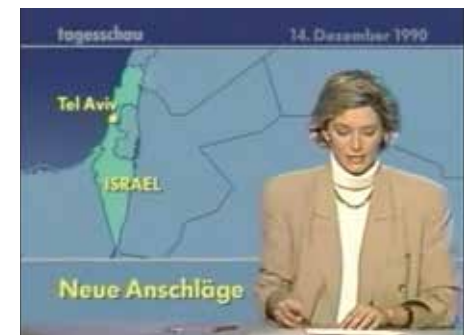 tagesschau
14. Dezember 1990
Tel Aviv
ISRAEL
Neue Anschläge